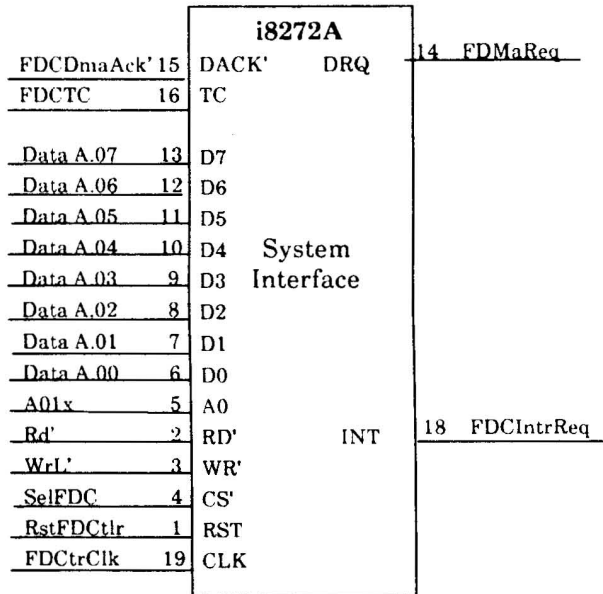 i8272A
FDCDmaAck' 15 DACK' DRQ 14 FDMaReq
FDCTC 16 TC
Data A.07 13 D7
Data A.06 12 D6
Data A.05 11 D5
Data A.04 10 D4 System
Data A.03 9 D3 Interface
Data A.02 8 D2
Data A.01 7 D1
Data A.00 6 D0
A01x 5 A0
Rd' 2 RD' INT 18 FDCIntrReq
WrL' 3 WR'
SelFDC 4 CS'
RstFDCtlr 1 RST
FDCtrClk 19 CLK